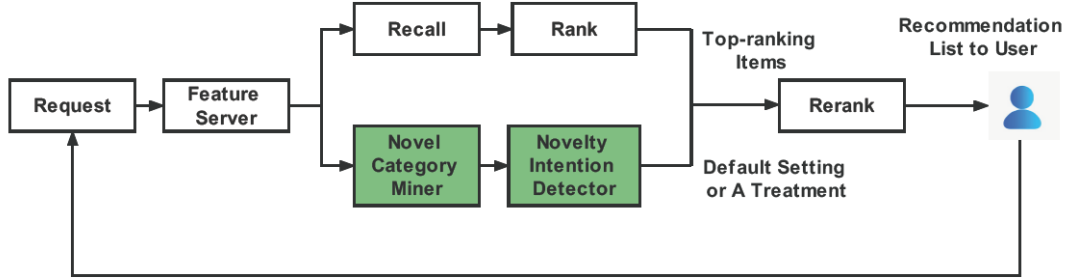 Request
Feature
Server
Recall
Rank
Novel
Category
Miner
Novelty
Intention
Detector
Top-ranking
Items
Default Setting
or A Treatment
Rerank
Recommendation
List to User